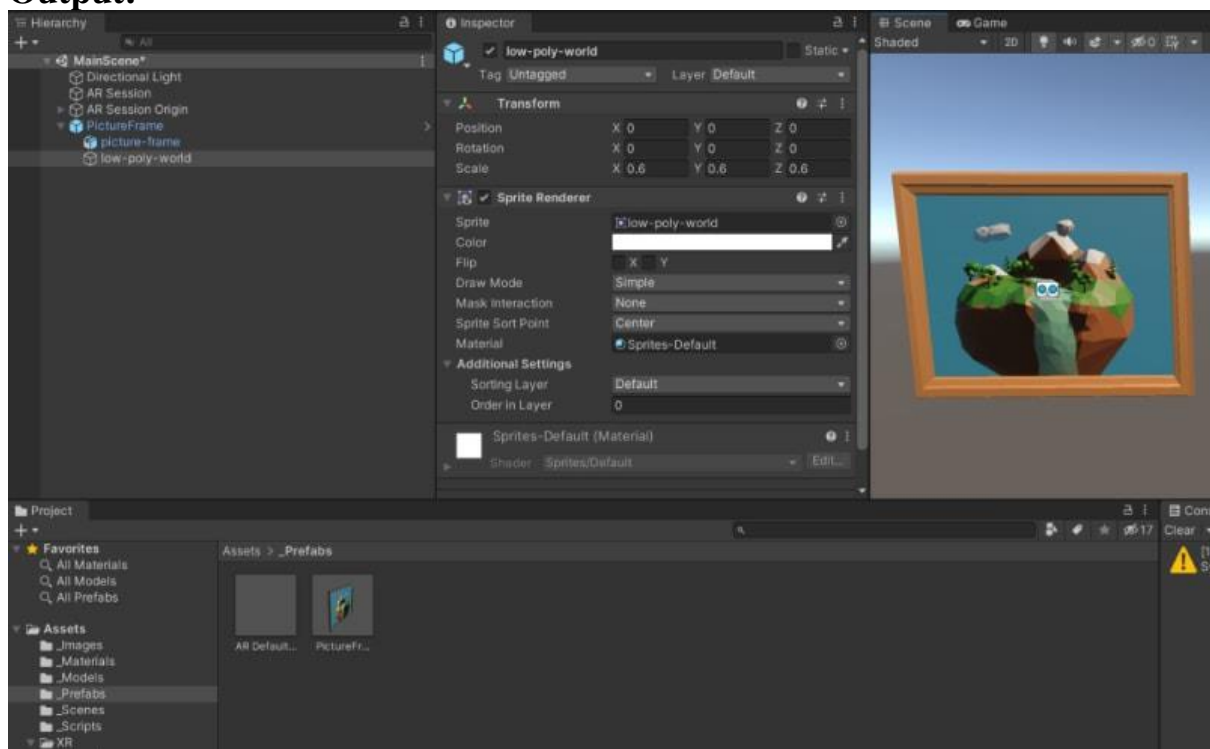 Output:
Hierarchy
All
MainScene*
Directional Light
AR Session
AR Session Origin
PictureFrame
picture-frame
low-poly-world
Inspector
low-poly-world Static
Tag Untagged Layer Default
Transform
Position X 0 Y 0 Z 0
Rotation X 0 Y 0 Z 0
Scale X 0.6 Y 0.6 Z 0.6
Sprite Renderer
Sprite low-poly-world
Color
Flip X Y
Draw Mode Simple
Mask Interaction None
Sprite Sort Point Center
Material Sprites-Default
Additional Settings
Sorting Layer Default
Order in Layer 0
Sprites-Default (Material)
Shader Sprites/Default Edit...
Scene Game
Shaded 2D 0
Project
17
Favorites
All Materials
All Models
All Prefabs
Assets
_Images
_Materials
_Models
_Prefabs
_Scenes
_Scripts
XR
Assets > _Prefabs
AR Default... PictureFr...
Clear